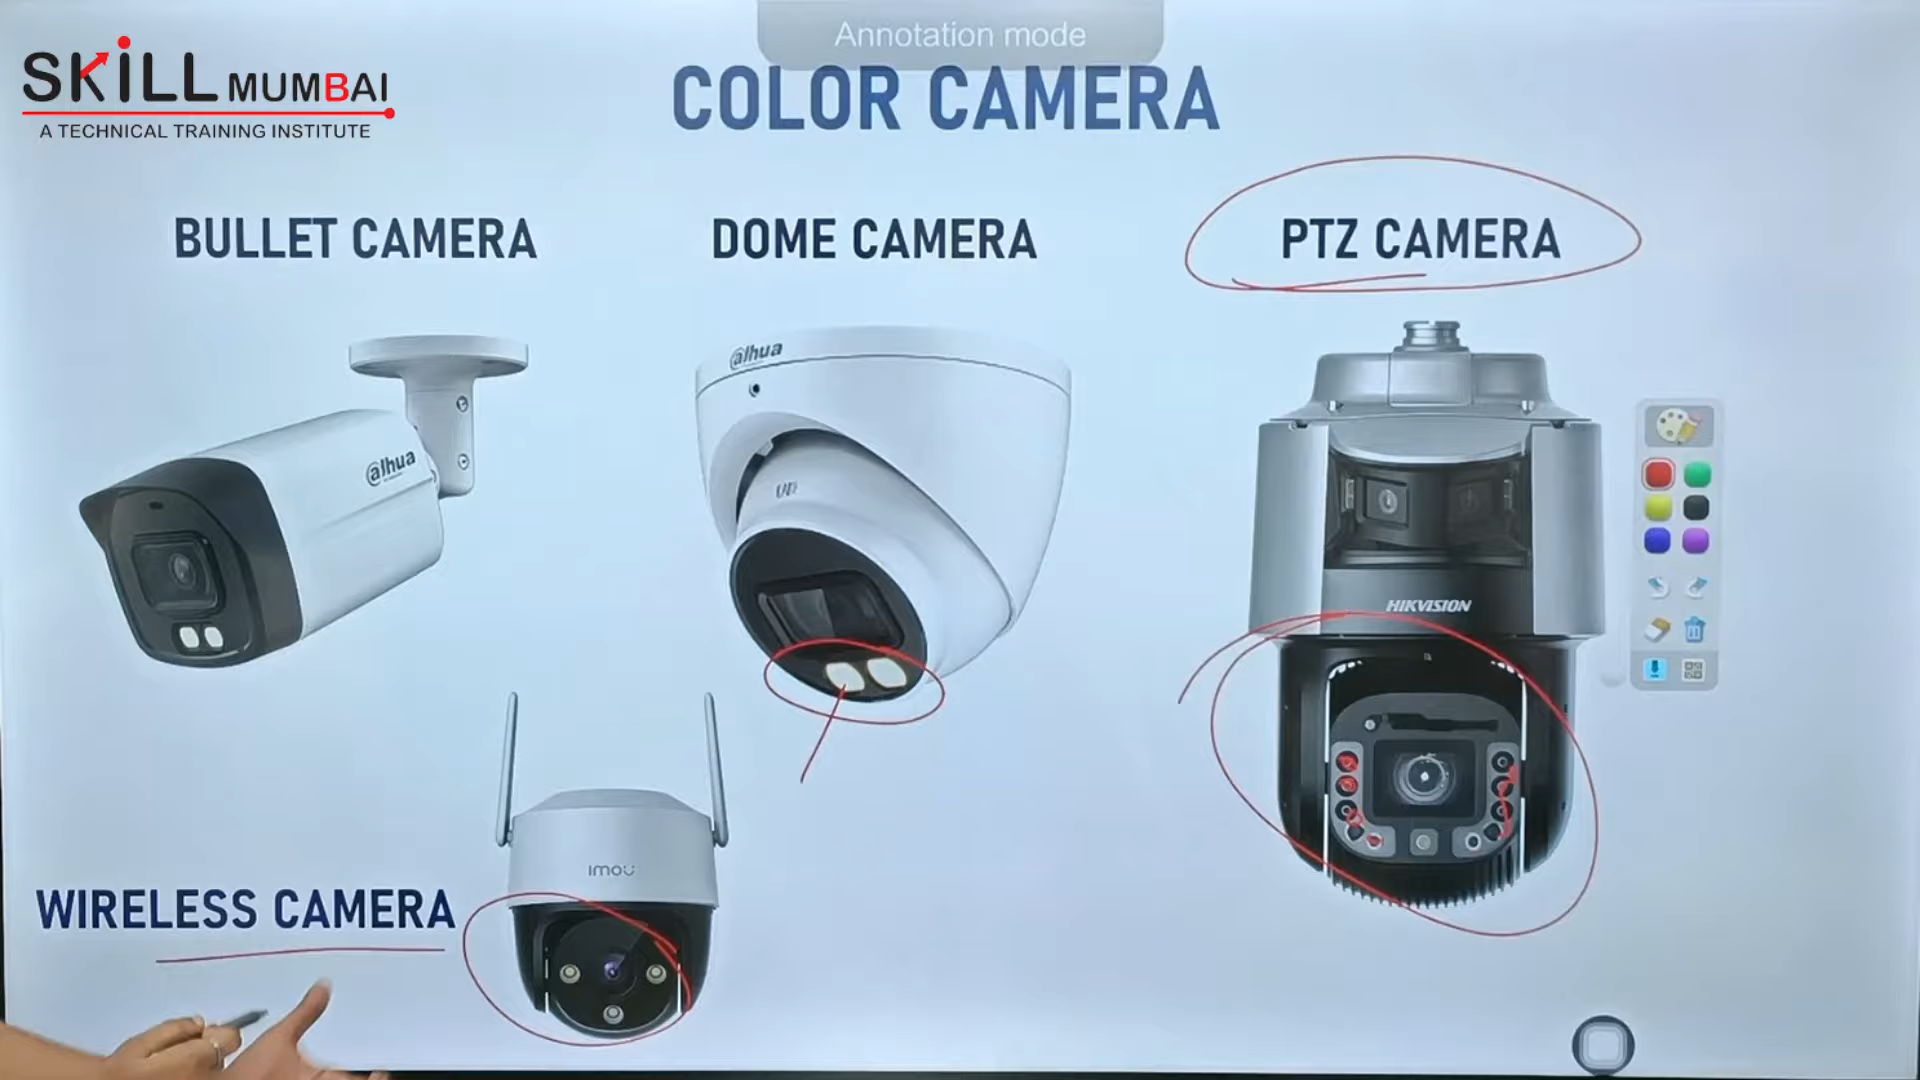 Annotation mode
SKiLL MUMBAI
A TECHNICAL TRAINING INSTITUTE
COLOR CAMERA
BULLET CAMERA
DOME CAMERA
PTZ CAMERA
alhua
alhua
HIKVISION
imou
WIRELESS CAMERA